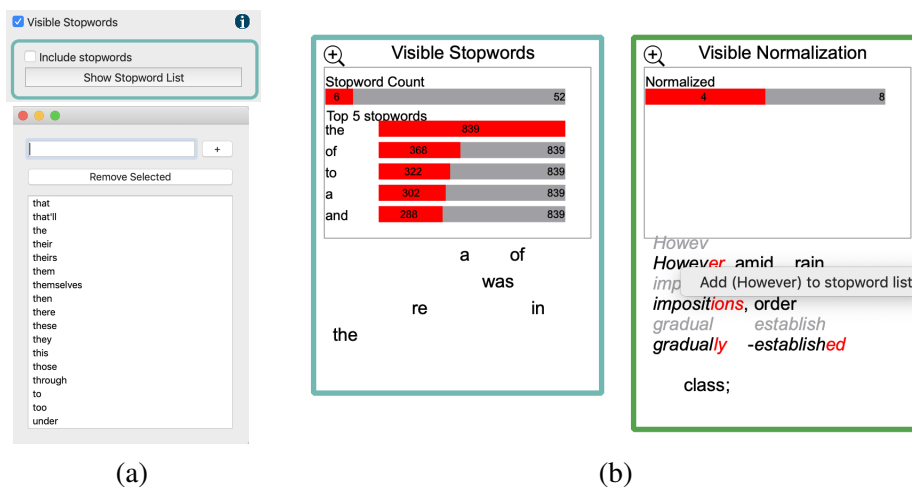 Visible Stopwords
Include stopwords
Show Stopword List
+
Remove Selected
that
that'll
the
their
theirs
them
themselves
then
there
these
they
this
those
through
to
too
under
(a)
Visible Stopwords
Stopword Count
6 52
Top 5 stopwords
the 839
of 368 839
to 322 839
a 302 839
and 288 839
a of
was
re in
the
Visible Normalization
Normalized
4 8
Howev
However amid rain
imp
Add (However) to stopword list
impositions, order
gradual establish
gradually -established
class;
(b)